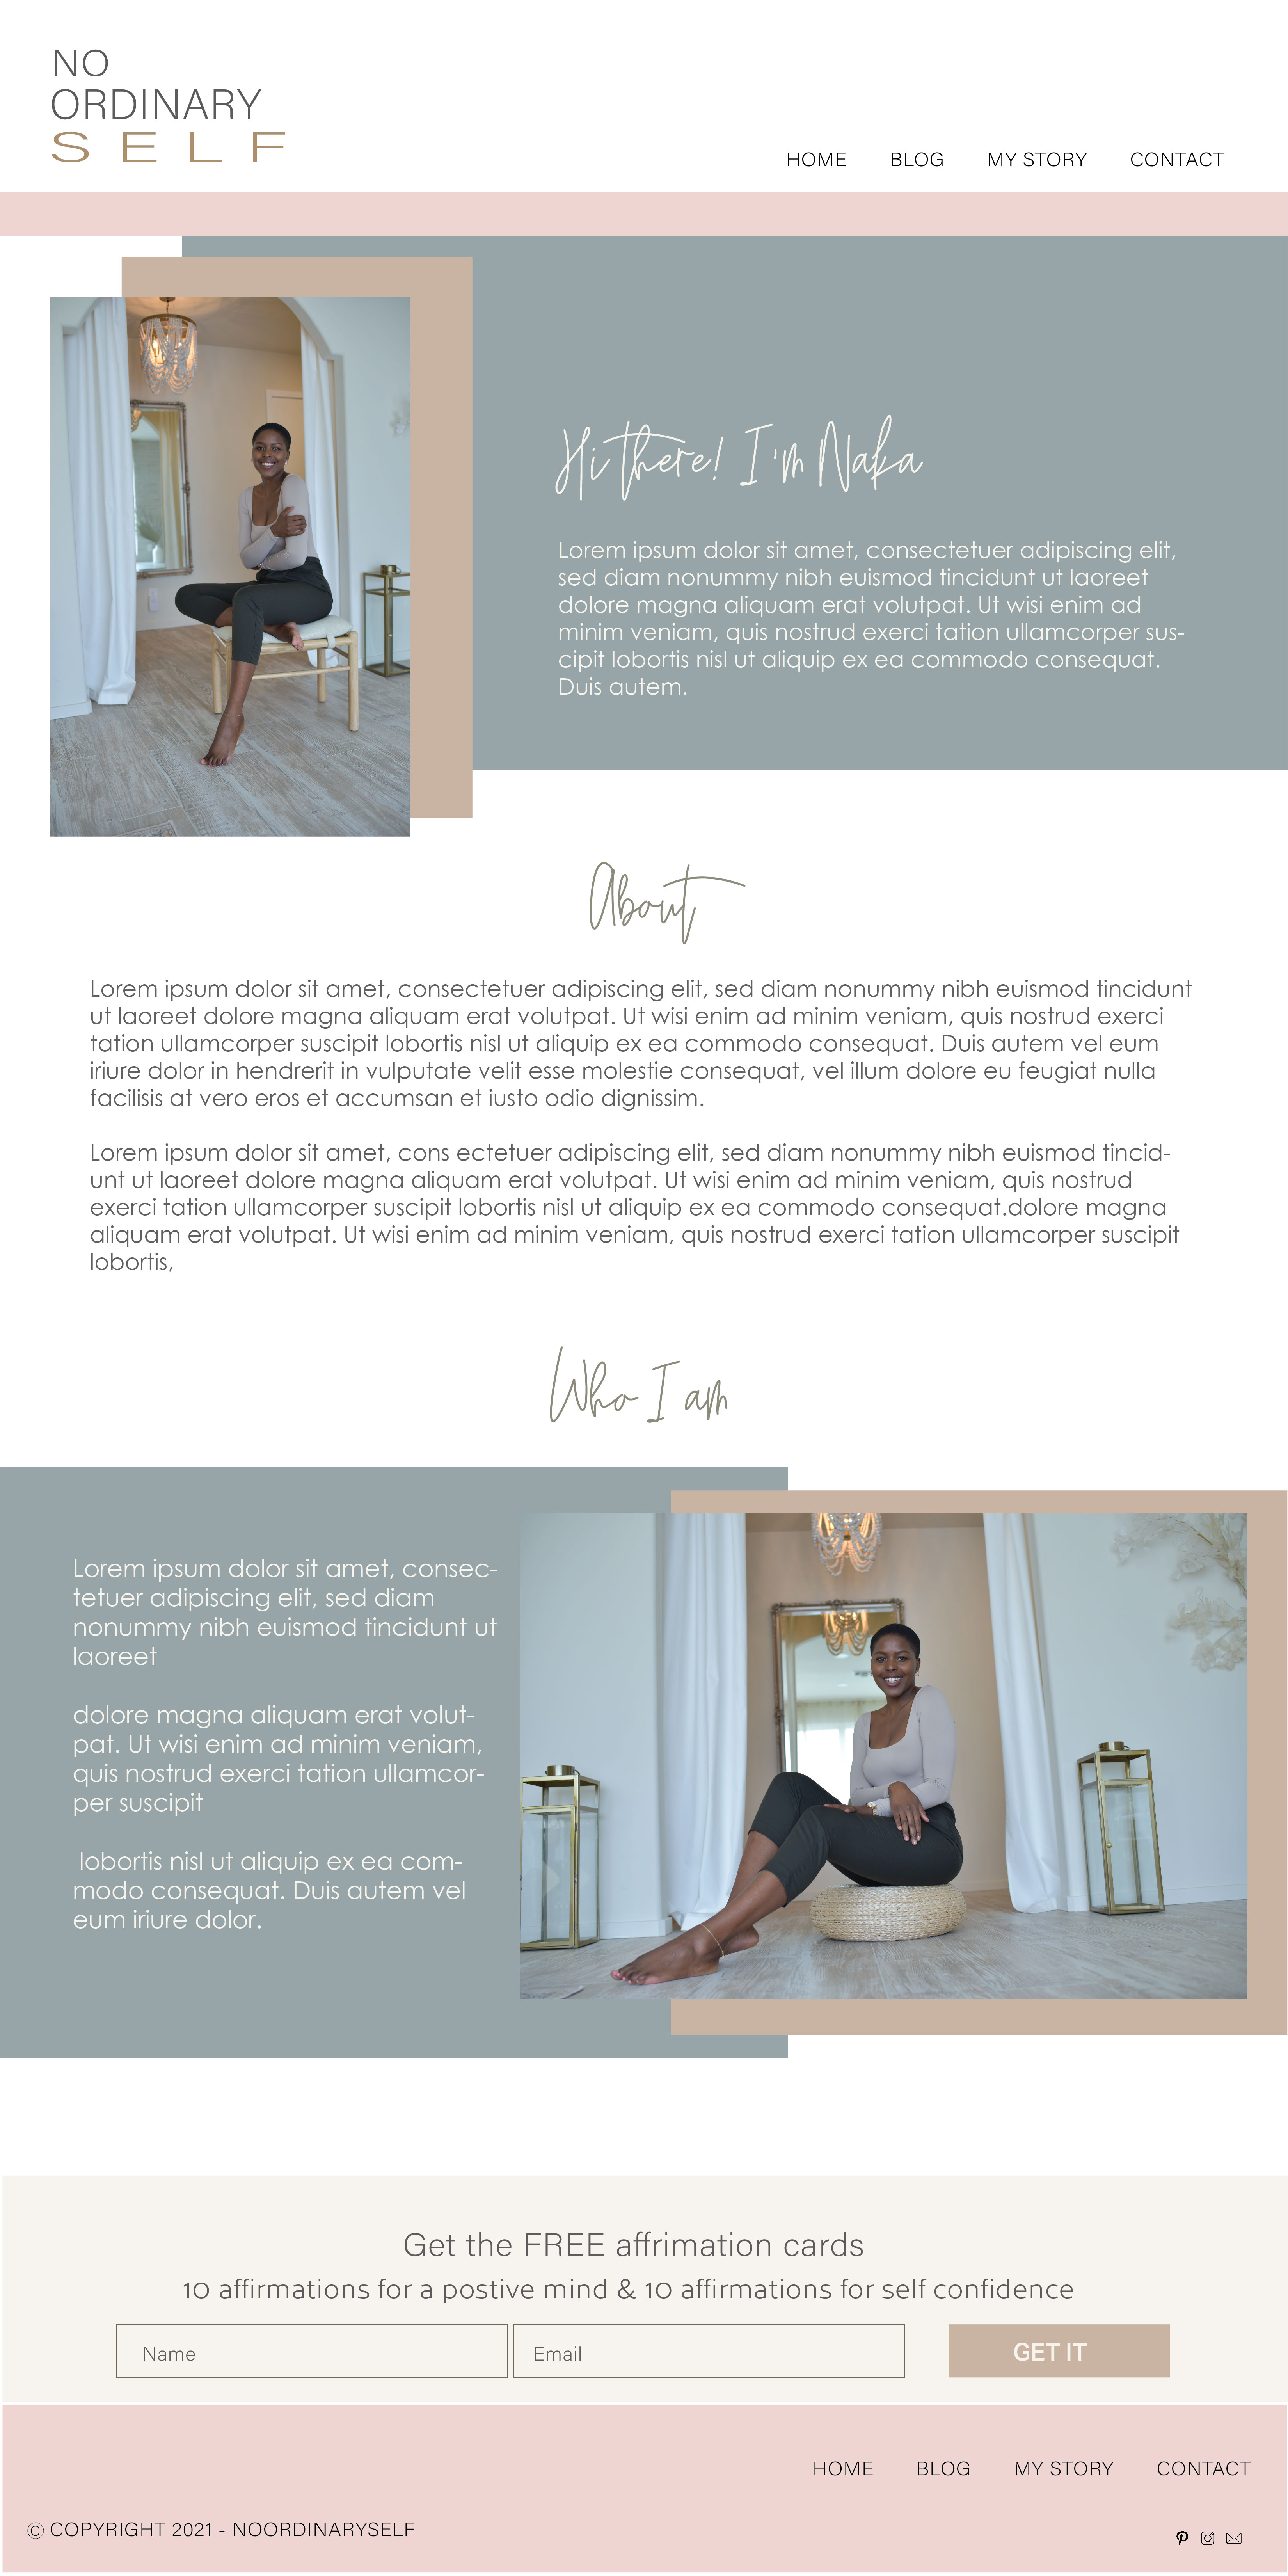 NO
ORDINARY
SELF
HOME BLOG MY STORY CONTACT
Hi there! I'm Naka
Lorem ipsum dolor sit amet, consectetuer adipiscing elit,
sed diam nonummy nibh euismod tincidunt ut laoreet
dolore magna aliquam erat volutpat. Ut wisi enim ad
minim veniam, quis nostrud exerci tation ullamcorper sus-
cipit lobortis nisl ut aliquip ex ea commodo consequat.
Duis autem.
About
Lorem ipsum dolor sit amet, consectetuer adipiscing elit, sed diam nonummy nibh euismod tincidunt
ut laoreet dolore magna aliquam erat volutpat. Ut wisi enim ad minim veniam, quis nostrud exerci
tation ullamcorper suscipit lobortis nisl ut aliquip ex ea commodo consequat. Duis autem vel eum
iriure dolor in hendrerit in vulputate velit esse molestie consequat, vel illum dolore eu feugiat nulla
facilisis at vero eros et accumsan et iusto odio dignissim.
Lorem ipsum dolor sit amet, cons ectetuer adipiscing elit, sed diam nonummy nibh euismod tincid-
unt ut laoreet dolore magna aliquam erat volutpat. Ut wisi enim ad minim veniam, quis nostrud
exerci tation ullamcorper suscipit lobortis nisl ut aliquip ex ea commodo consequat.dolore magna
aliquam erat volutpat. Ut wisi enim ad minim veniam, quis nostrud exerci tation ullamcorper suscipit
lobortis,
Who I am
Lorem ipsum dolor sit amet, consec-
tetuer adipiscing elit, sed diam
nonummy nibh euismod tincidunt ut
laoreet
dolore magna aliquam erat volut-
pat. Ut wisi enim ad minim veniam,
quis nostrud exerci tation ullamcor-
per suscipit
lobortis nisl ut aliquip ex ea com-
modo consequat. Duis autem vel
eum iriure dolor.
Get the FREE affrimation cards
10 affirmations for a postive mind & 10 affirmations for self confidence
Name Email GET IT
HOME BLOG MY STORY CONTACT
© COPYRIGHT 2021 - NOORDINARYSELF